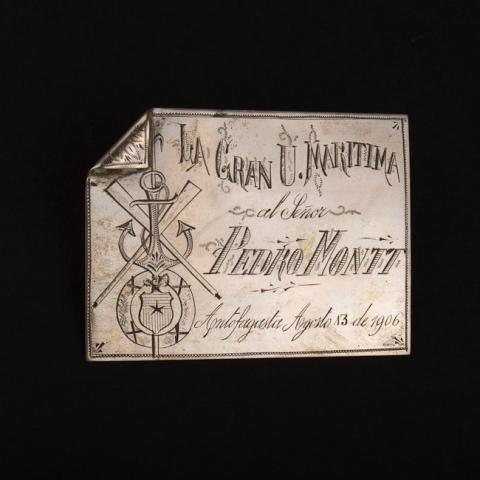 LA GRAN U. MARITIMA
al Señor
PEDRO MONTT
Antofagasta Agosto 13 de 1906